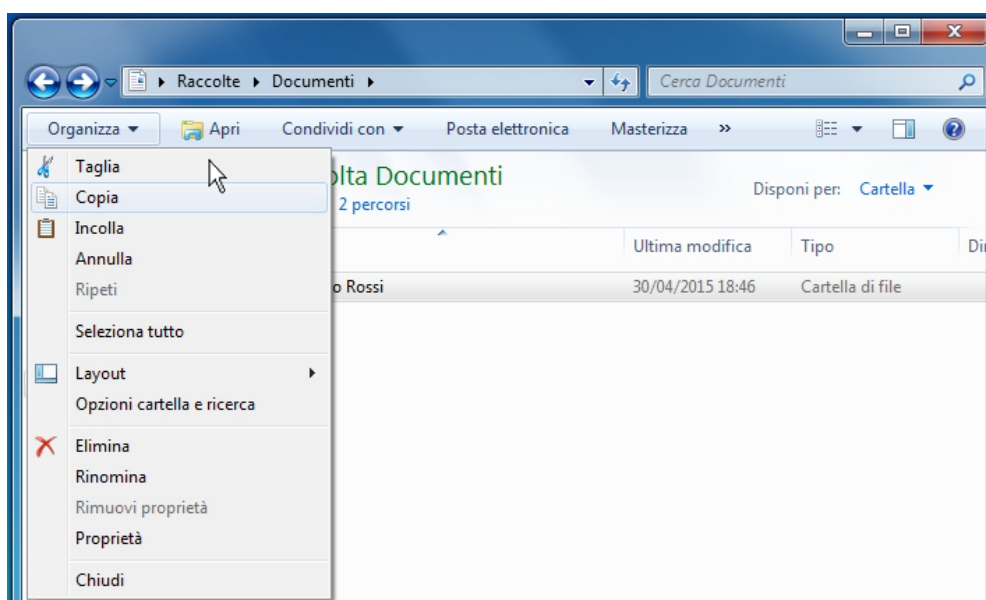 Raccolte Documenti
Cerca Documenti
Organizza Apri Condividi con Posta elettronica Masterizza »
Taglia
Copia
Incolla
Annulla
Ripeti
Seleziona tutto
Layout
Opzioni cartella e ricerca
Elimina
Rinomina
Rimuovi proprietà
Proprietà
Chiudi
olta Documenti
2 percorsi
Disponi per: Cartella
Ultima modifica Tipo Di
o Rossi 30/04/2015 18:46 Cartella di file